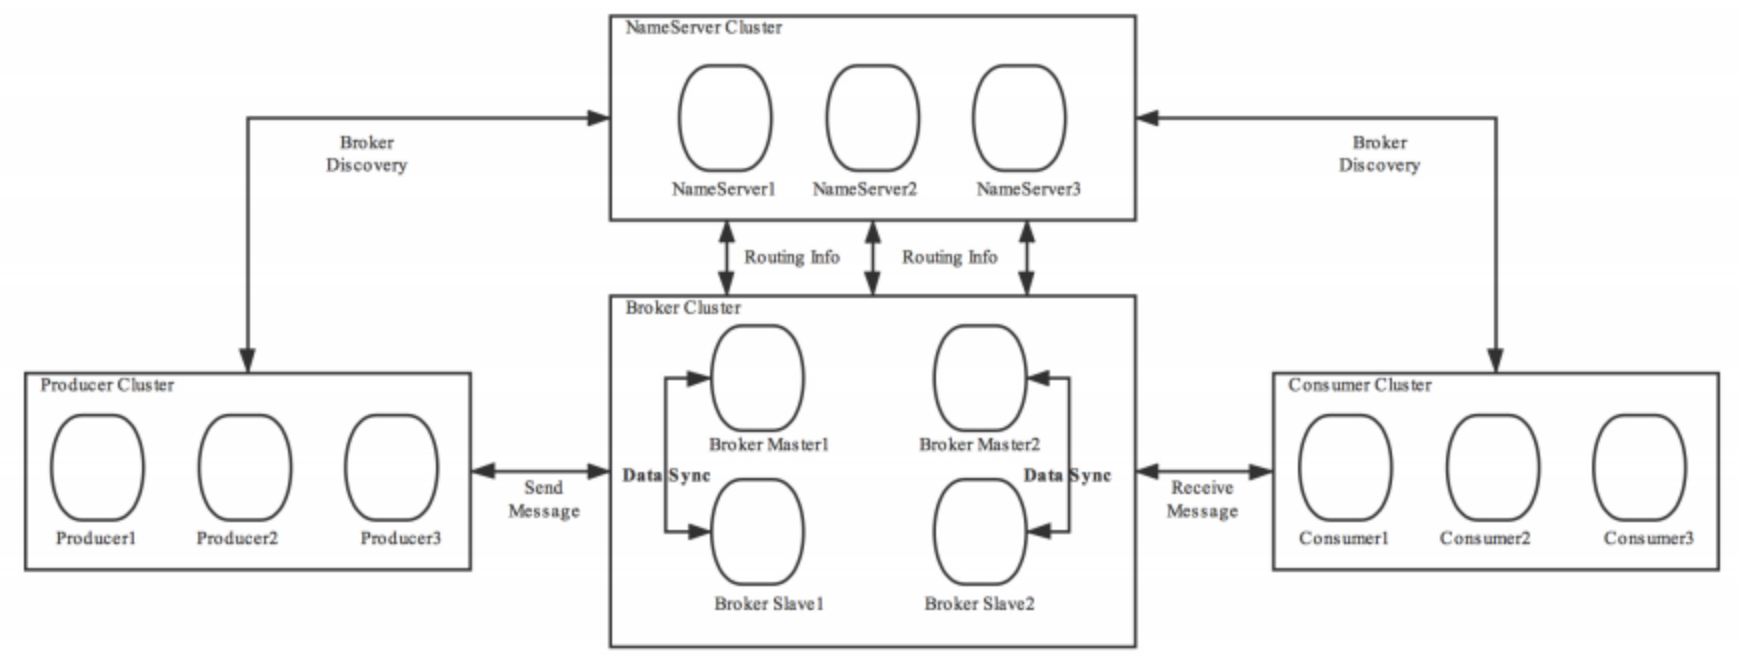 NameServer Cluster
NameServer1
NameServer2
NameServer3
Broker
Discovery
Broker
Discovery
Routing Info
Routing Info
Broker Cluster
Broker Master1
Broker Master2
Data Sync
Data Sync
Broker Slave1
Broker Slave2
Producer Cluster
Producer1
Producer2
Producer3
Send
Message
Receive
Message
Consumer Cluster
Consumer1
Consumer2
Consumer3